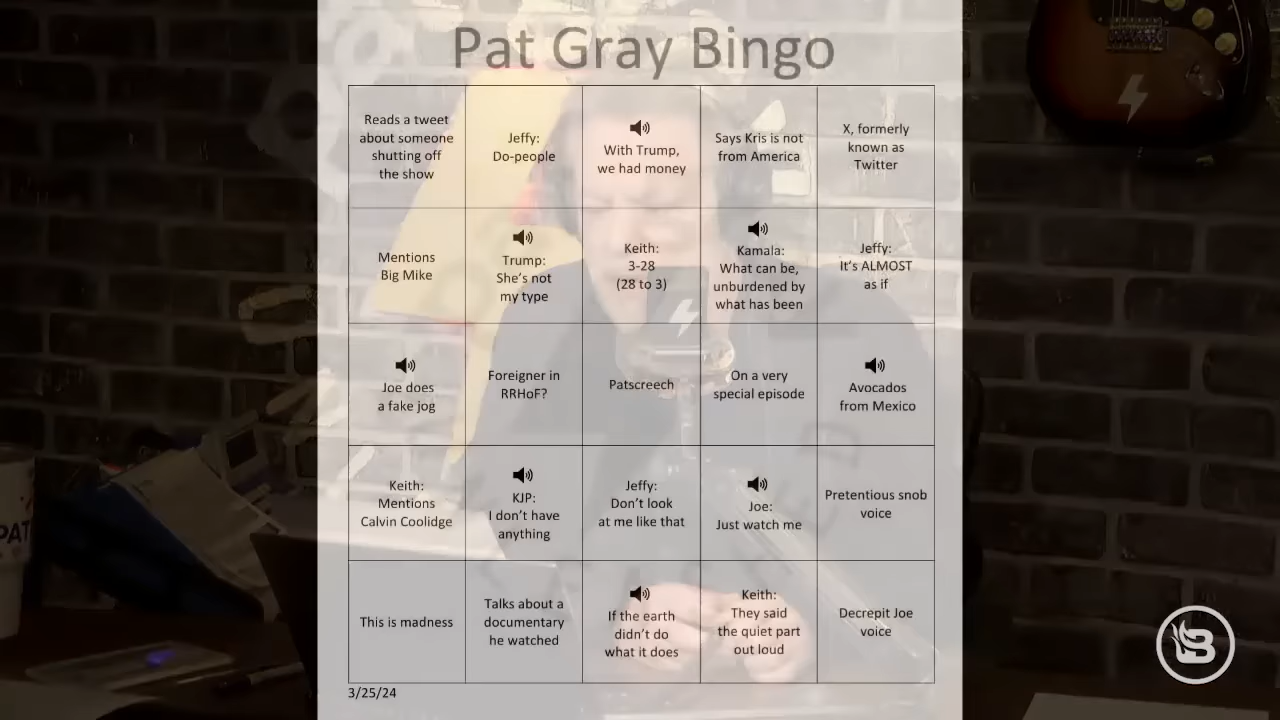 Pat Gray Bingo
Reads a tweet
about someone
shutting off
the show
Jeffy:
Do-people
With Trump,
we had money
Says Kris is not
from America
X, formerly
known as
Twitter
Mentions
Big Mike
Trump:
She's not
my type
Keith:
3-28
(28 to 3)
Kamala:
What can be,
unburdened by
what has been
Jeffy:
It's ALMOST
as if
Joe does
a fake jog
Foreigner in
RRHoF?
Patscreech
On a very
special episode
Avocados
from Mexico
Keith:
Mentions
Calvin Coolidge
KJP:
I don't have
anything
Jeffy:
Don't look
at me like that
Joe:
Just watch me
Pretentious snob
voice
This is madness
Talks about a
documentary
he watched
If the earth
didn't do
what it does
Keith:
They said
the quiet part
out loud
Decrepit Joe
voice
3/25/24
PAT
B